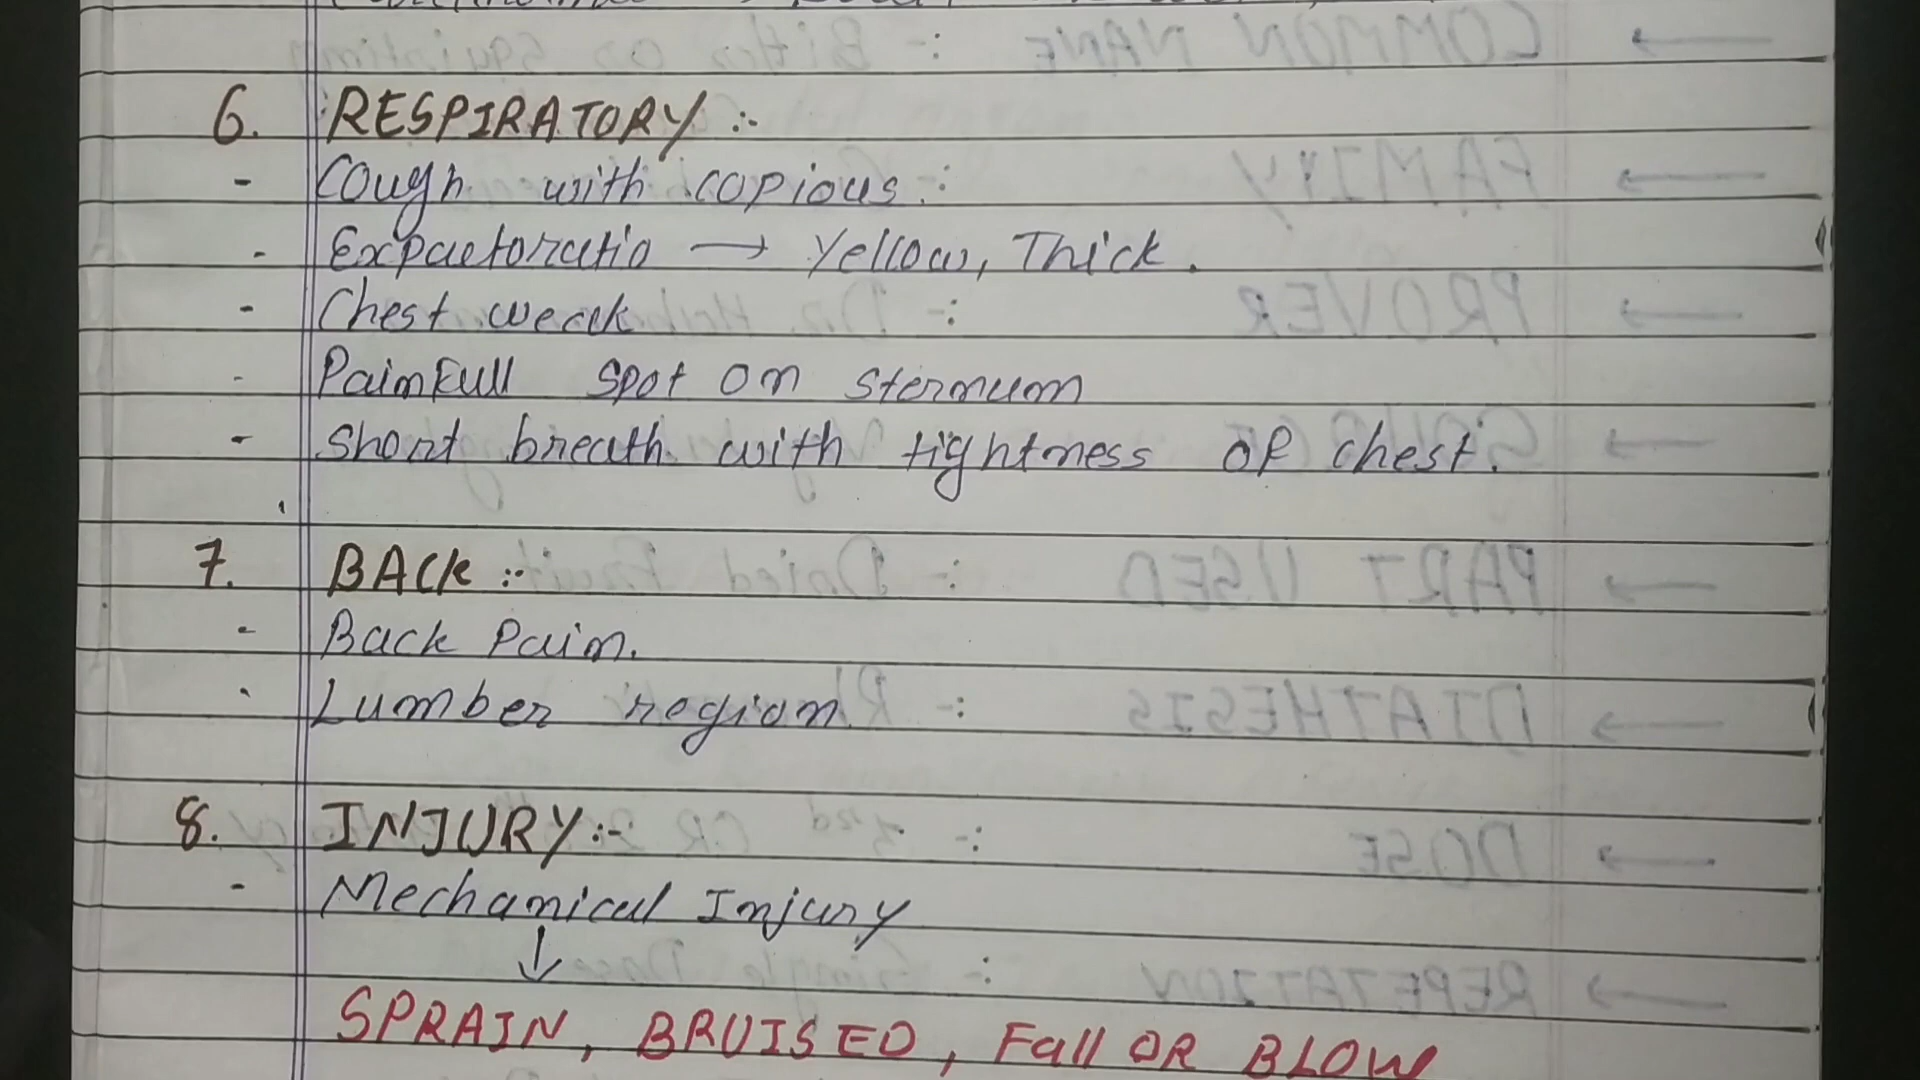 6. RESPIRATORY :-
- Cough with copious.
- Expaetoratio → Yellow, Thick.
- Chest weak
- Painfull spot on sternum
- Short breath with tightness of chest.
7. BACK :-
- Back Pain.
- Lumber region
8. INJURY :-
- Mechanical Injury
↓
SPRAIN, BRUISED, Fall OR BLOW